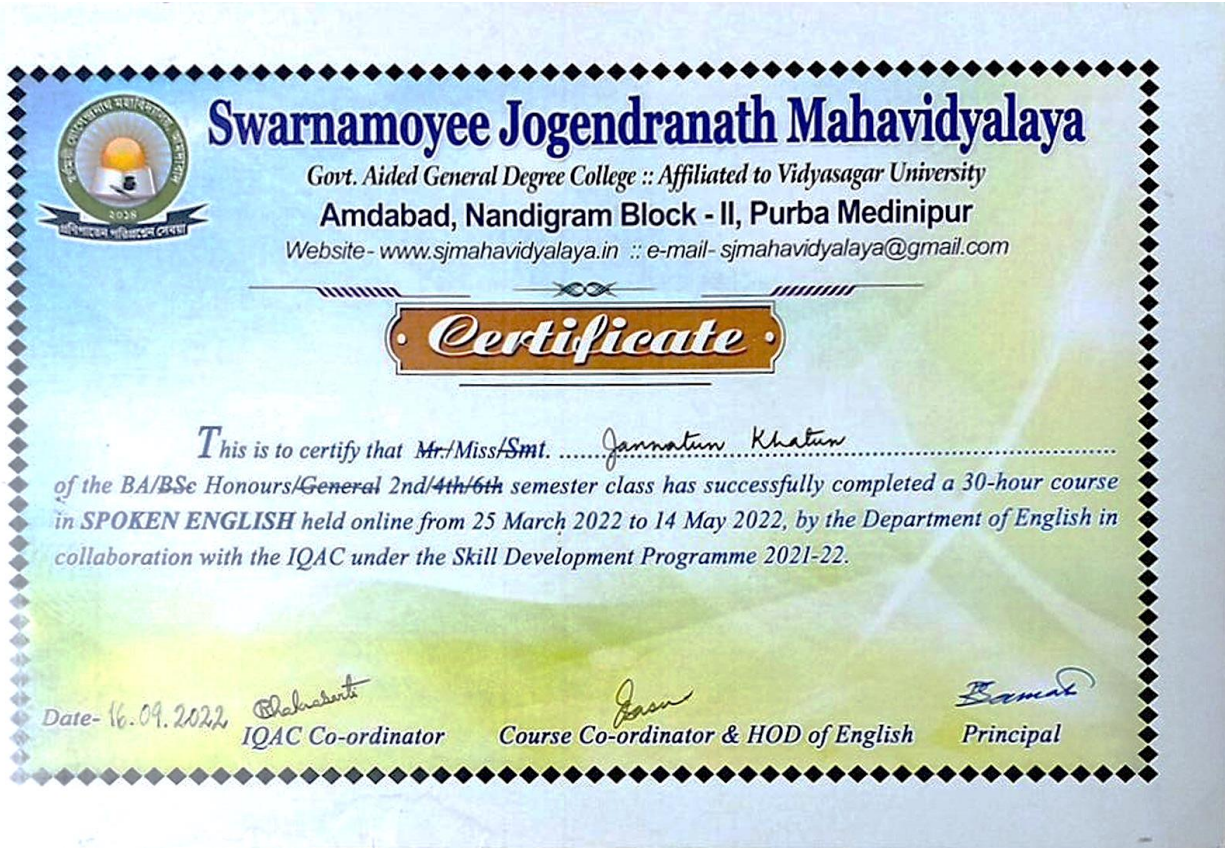 Swarnamoyee Jogendranath Mahavidyalaya
Govt. Aided General Degree College :: Affiliated to Vidyasagar University
Amdabad, Nandigram Block - II, Purba Medinipur
Website- www.sjmahavidyalaya.in :: e-mail- sjmahavidyalaya@gmail.com
২০১৪
প্রণিপাতেন পরিপ্রশ্নেন সেবয়া
Certificate
This is to certify that Mr./Miss/Smt. ..... Jannatun Khatun .....
of the BA/BSc Honours/General 2nd/4th/6th semester class has successfully completed a 30-hour course
in SPOKEN ENGLISH held online from 25 March 2022 to 14 May 2022, by the Department of English in
collaboration with the IQAC under the Skill Development Programme 2021-22.
Date- 16.09.2022
IQAC Co-ordinator
Course Co-ordinator & HOD of English
Principal